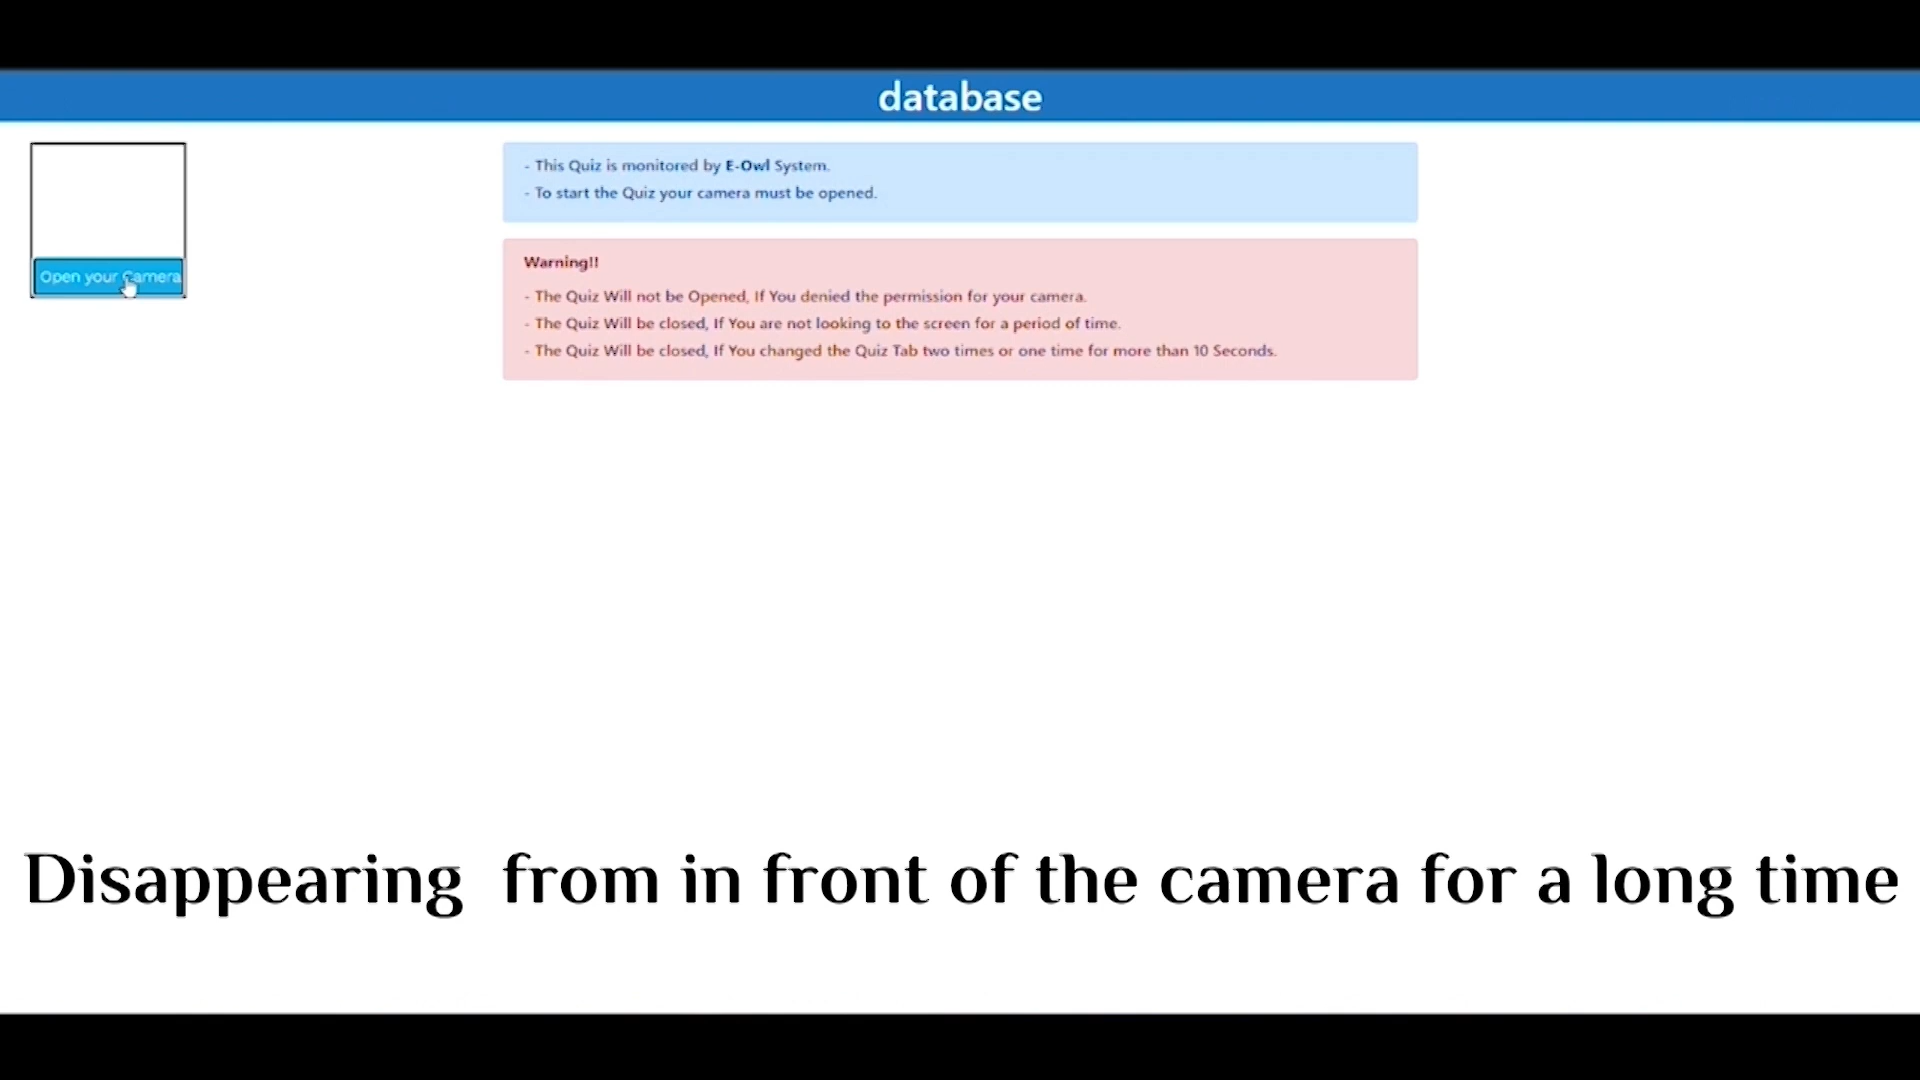 database
Open your Camera
- This Quiz is monitored by E-Owl System.
- To start the Quiz your camera must be opened.
Warning!!
- The Quiz Will not be Opened, If You denied the permission for your camera.
- The Quiz Will be closed, If You are not looking to the screen for a period of time.
- The Quiz Will be closed, If You changed the Quiz Tab two times or one time for more than 10 Seconds.
Disappearing from in front of the camera for a long time